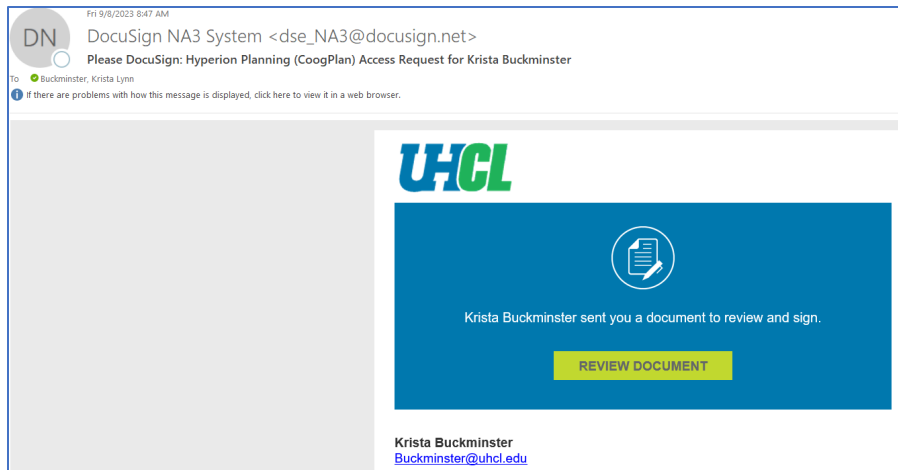 Fri 9/8/2023 8:47 AM
DN
DocuSign NA3 System <dse_NA3@docusign.net>
Please DocuSign: Hyperion Planning (CoogPlan) Access Request for Krista Buckminster
To Buckminster, Krista Lynn
If there are problems with how this message is displayed, click here to view it in a web browser.
UHCL
Krista Buckminster sent you a document to review and sign.
REVIEW DOCUMENT
Krista Buckminster
Buckminster@uhcl.edu